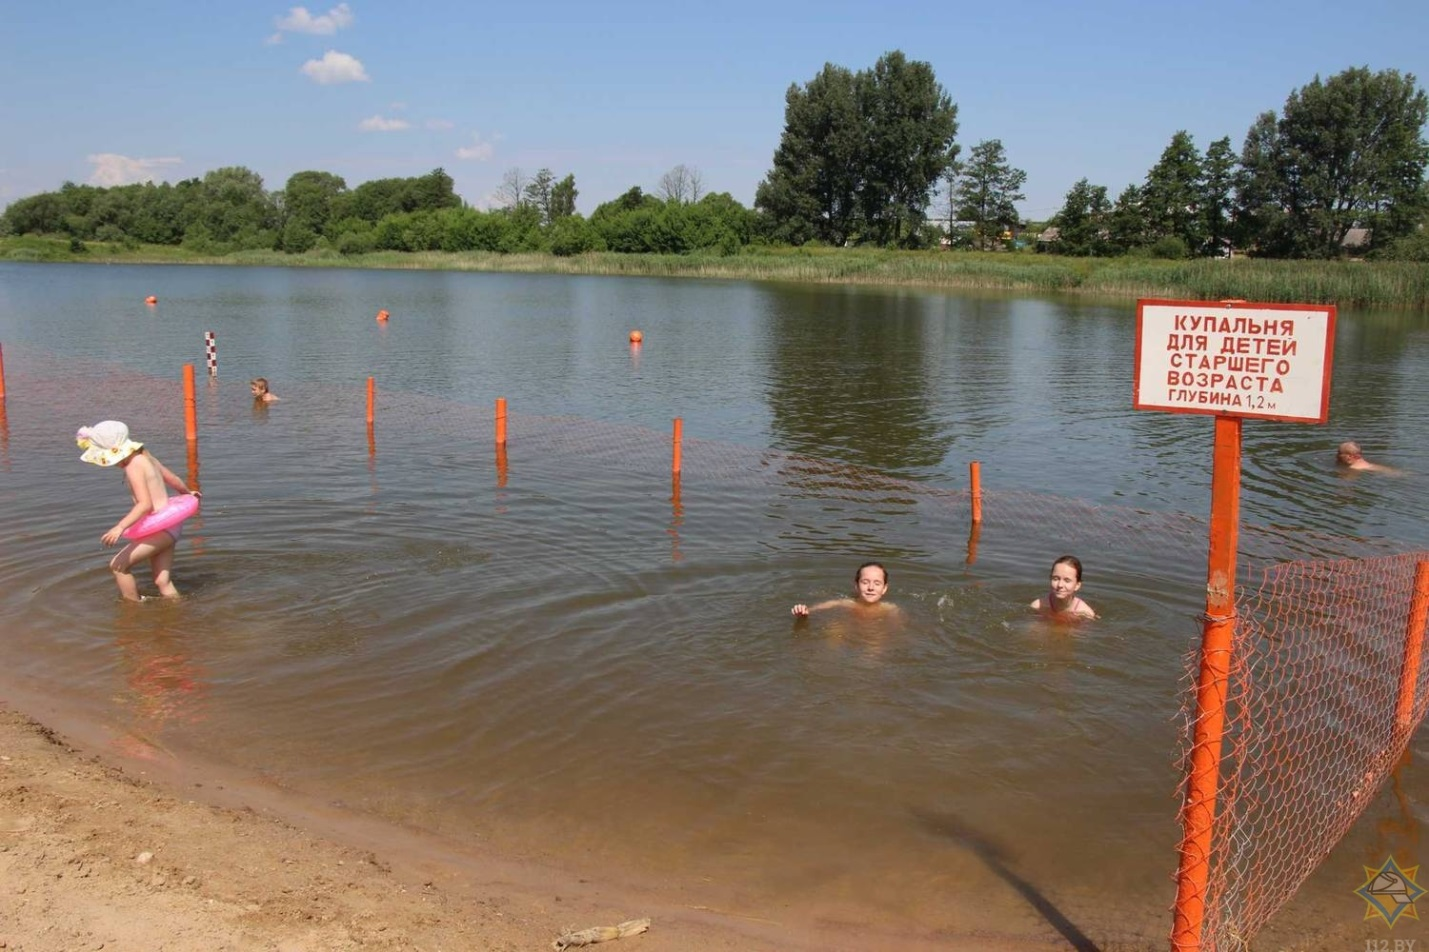 КУПАЛЬНЯ
ДЛЯ ДЕТЕЙ
СТАРШЕГО
ВОЗРАСТА
ГЛУБИНА 1,2 м
112.BY